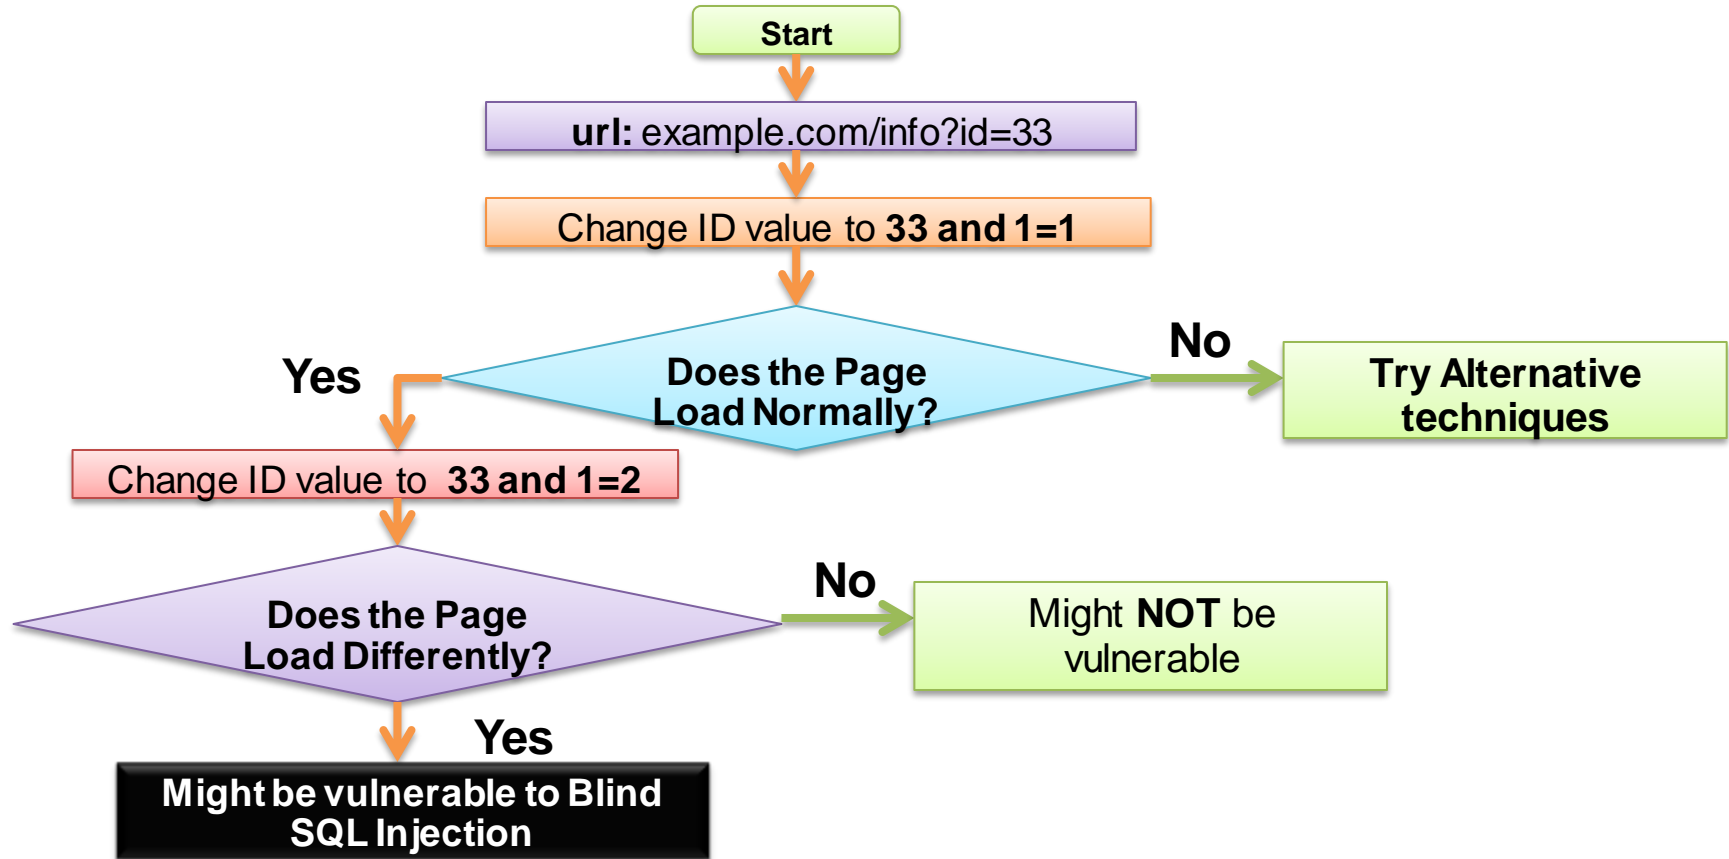 Start
url: example.com/info?id=33
Change ID value to 33 and 1=1
Does the Page
Load Normally?
No
Try Alternative
techniques
Yes
Change ID value to 33 and 1=2
Does the Page
Load Differently?
No
Might NOT be
vulnerable
Yes
Might be vulnerable to Blind
SQL Injection